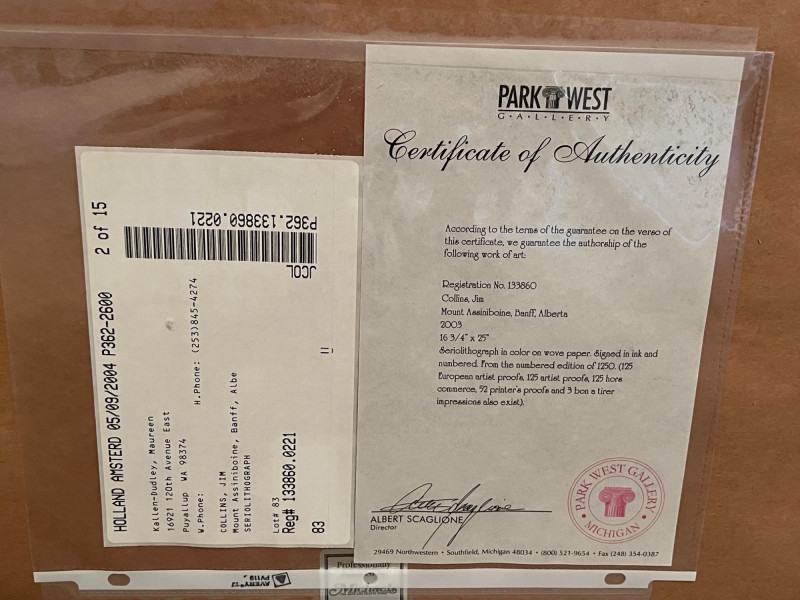 HOLLAND AMSTERD 05/09/2004 P362-2600 2 of 15
Kallen-Dudley, Maureen
16921 120th Avenue East
Puyallup WA 98374
W.Phone: H.Phone: (253)845-4274
COLLINS, JIM
Mount Assiniboine, Banff, Albe
SERIOLITHOGRAPH
Lot# 83
Reg# 133860.0221
83
JCOL
P362.133860.0221
PARK WEST
G·A·L·L·E·R·Y
Certificate of Authenticity
According to the terms of the guarantee on the verso of
this certificate, we guarantee the authorship of the
following work of art:
Registration No. 133860
Collins, Jim
Mount Assiniboine, Banff, Alberta
2003
16 3/4" x 25"
Seriolithograph in color on wove paper. Signed in ink and
numbered. From the numbered edition of 1250. (125
European artist proofs, 125 artist proofs, 125 hors
commerce, 52 printer's proofs and 3 bon a tirer
impressions also exist).
ALBERT SCAGLIONE
Director
PARK WEST GALLERY
• MICHIGAN •
29469 Northwestern • Southfield, Michigan 48034 • (800) 521-9654 • Fax (248) 354-0387
Professionally
Michaels